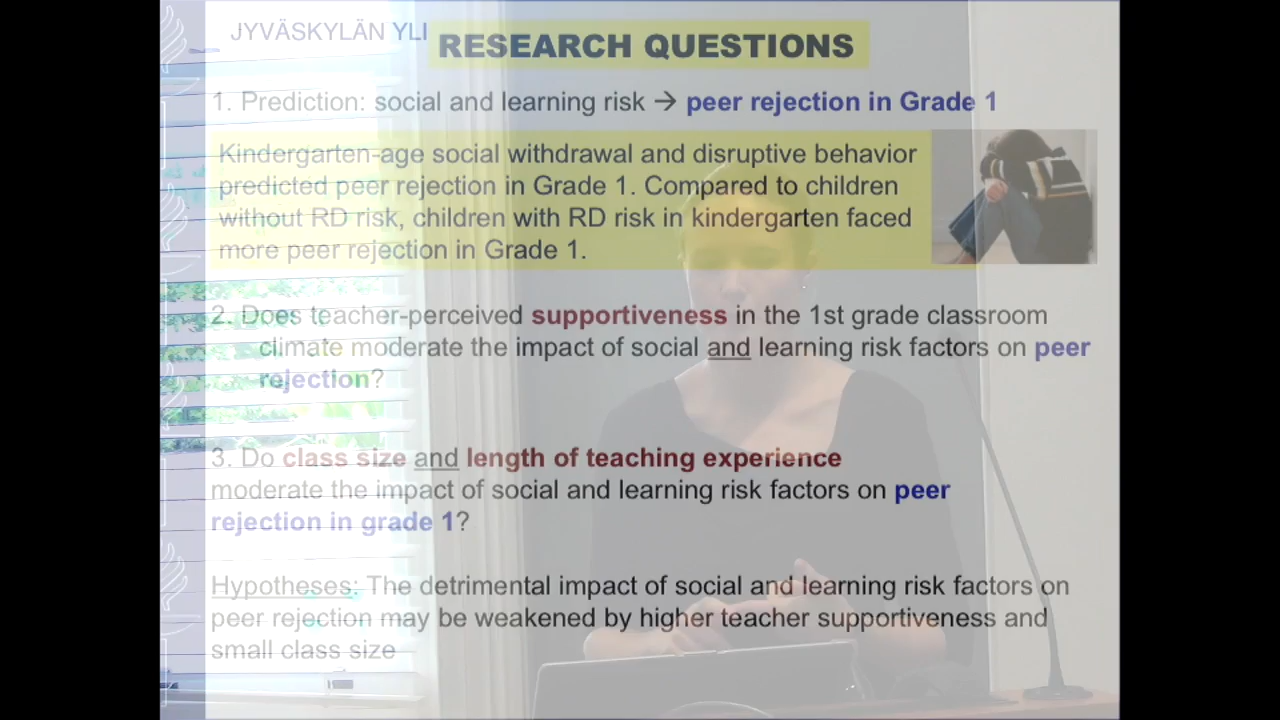 JYVÄSKYLÄN YLI
RESEARCH QUESTIONS
1. Prediction: social and learning risk → peer rejection in Grade 1
Kindergarten-age social withdrawal and disruptive behavior
predicted peer rejection in Grade 1. Compared to children
without RD risk, children with RD risk in kindergarten faced
more peer rejection in Grade 1.
2. Does teacher-perceived supportiveness in the 1st grade classroom
climate moderate the impact of social and learning risk factors on peer
rejection?
3. Do class size and length of teaching experience
moderate the impact of social and learning risk factors on peer
rejection in grade 1?
Hypotheses: The detrimental impact of social and learning risk factors on
peer rejection may be weakened by higher teacher supportiveness and
small class size